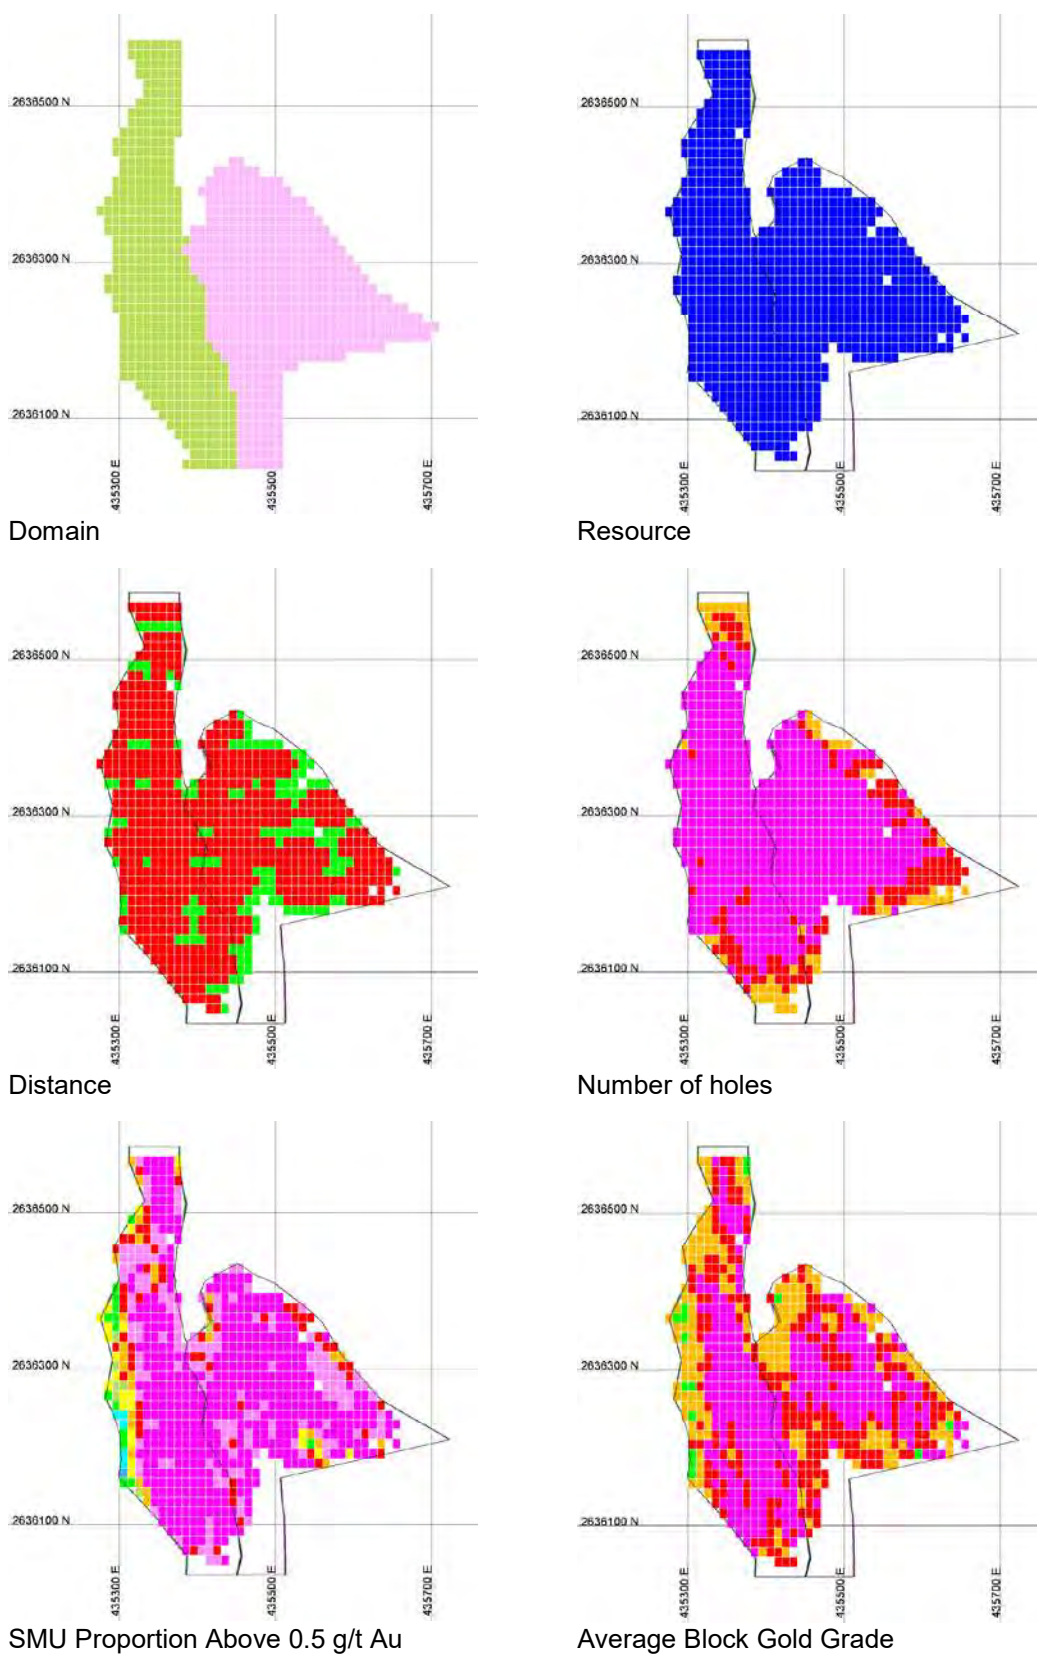 2636500 N 2636500 N
2636300 N 2636300 N
2636100 N 2636100 N
435300 E 435500 435700 E 435300 E 435500 E 435700 E
Domain Resource
2636500 N 2636500 N
2636300 N 2636300 N
2636100 N 2636100 N
435300 E 435500 E 435700 E 435300 E 435500 E 435700 E
Distance Number of holes
2636500 N 2636500 N
2636300 N 2636300 N
2636100 N 2636100 N
435300 E 435500 E 435700 E 435300 E 435500 E 435700 E
SMU Proportion Above 0.5 g/t Au Average Block Gold Grade